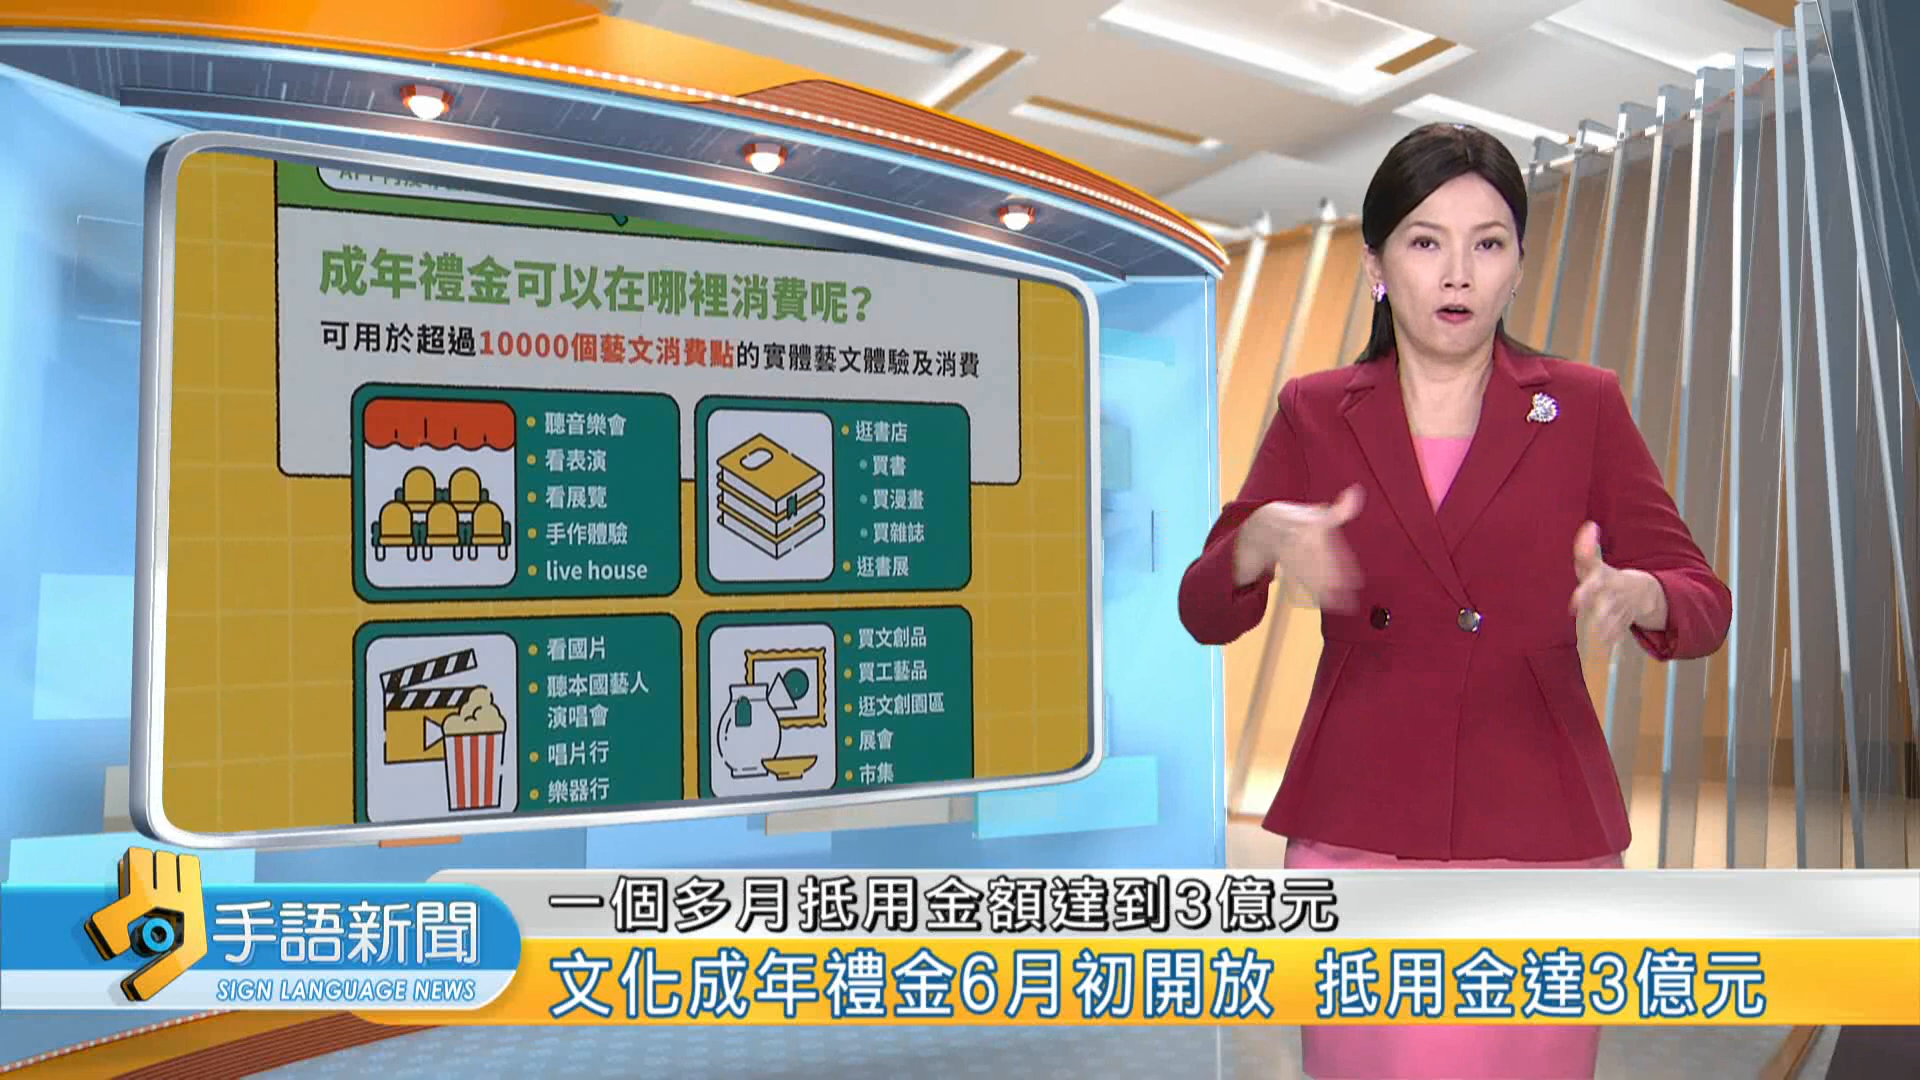 成年禮金可以在哪裡消費呢?
可用於超過10000個藝文消費點的實體藝文體驗及消費
聽音樂會
看表演
看展覽
手作體驗
live house
逛書店
買書
買漫畫
買雜誌
逛書展
看國片
聽本國藝人
演唱會
唱片行
樂器行
買文創品
買工藝品
逛文創園區
展會
市集
手語新聞
SIGN LANGUAGE NEWS
一個多月抵用金額達到3億元
文化成年禮金6月初開放 抵用金達3億元